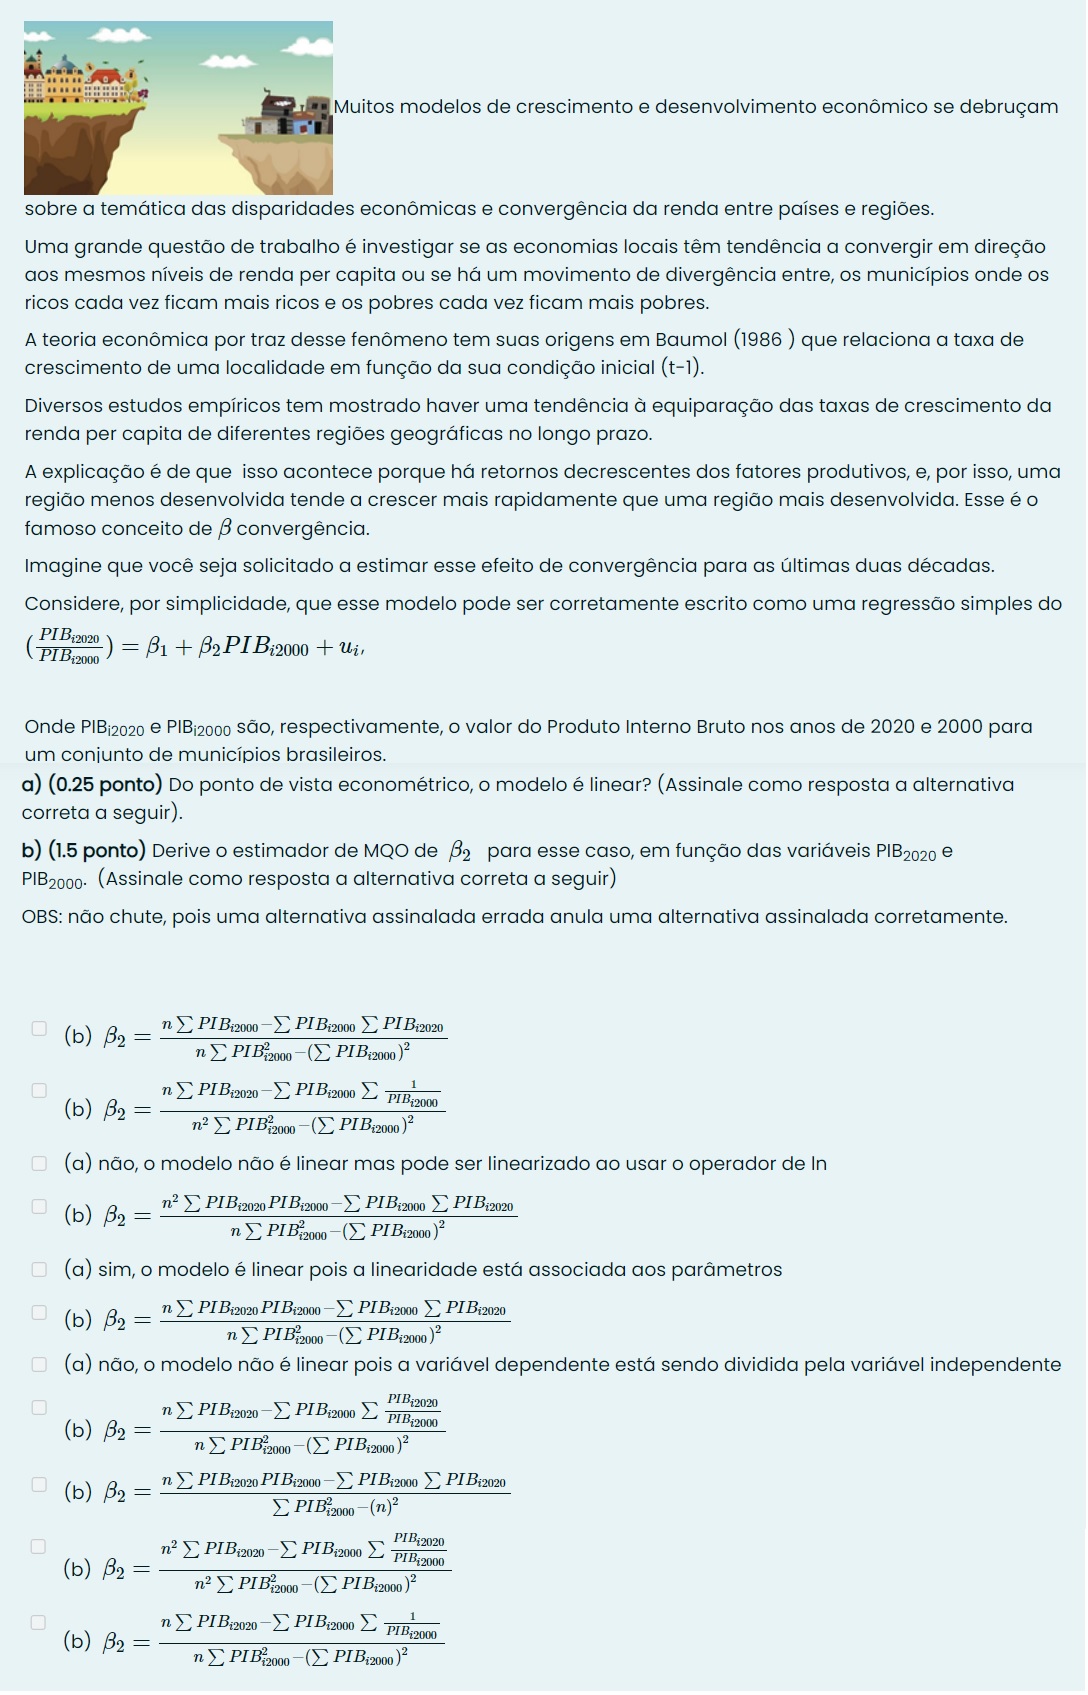 Muitos modelos de crescimento e desenvolvimento econômico se debruçam
sobre a temática das disparidades econômicas e convergência da renda entre países e regiões.
Uma grande questão de trabalho é investigar se as economias locais têm tendência a convergir em direção
aos mesmos níveis de renda per capita ou se há um movimento de divergência entre, os municípios onde os
ricos cada vez ficam mais ricos e os pobres cada vez ficam mais pobres.
A teoria econômica por traz desse fenômeno tem suas origens em Baumol (1986 ) que relaciona a taxa de
crescimento de uma localidade em função da sua condição inicial (t-1).
Diversos estudos empíricos tem mostrado haver uma tendência à equiparação das taxas de crescimento da
renda per capita de diferentes regiões geográficas no longo prazo.
A explicação é de que  isso acontece porque há retornos decrescentes dos fatores produtivos, e, por isso, uma
região menos desenvolvida tende a crescer mais rapidamente que uma região mais desenvolvida. Esse é o
famoso conceito de β convergência.
Imagine que você seja solicitado a estimar esse efeito de convergência para as últimas duas décadas.
Considere, por simplicidade, que esse modelo pode ser corretamente escrito como uma regressão simples do
$(\frac{PIB_{i2020}}{PIB_{i2000}}) = \beta_1 + \beta_2 PIB_{i2000} + u_i,$
Onde PIB_{i2020} e PIB_{i2000} são, respectivamente, o valor do Produto Interno Bruto nos anos de 2020 e 2000 para
um conjunto de municípios brasileiros.
a) (0.25 ponto) Do ponto de vista econométrico, o modelo é linear? (Assinale como resposta a alternativa
correta a seguir).
b) (1.5 ponto) Derive o estimador de MQO de $\beta_2$ para esse caso, em função das variáveis PIB_{2020} e
PIB_{2000}. (Assinale como resposta a alternativa correta a seguir)
OBS: não chute, pois uma alternativa assinalada errada anula uma alternativa assinalada corretamente.
(b) $\beta_2 = \frac{n \sum PIB_{i2000} - \sum PIB_{i2000} \sum PIB_{i2020}}{n \sum PIB_{i2000}^2 - (\sum PIB_{i2000})^2}$
(b) $\beta_2 = \frac{n \sum PIB_{i2020} - \sum PIB_{i2000} \sum \frac{1}{PIB_{i2000}}}{n^2 \sum PIB_{i2000}^2 - (\sum PIB_{i2000})^2}$
(a) não, o modelo não é linear mas pode ser linearizado ao usar o operador de ln
(b) $\beta_2 = \frac{n^2 \sum PIB_{i2020} PIB_{i2000} - \sum PIB_{i2000} \sum PIB_{i2020}}{n \sum PIB_{i2000}^2 - (\sum PIB_{i2000})^2}$
(a) sim, o modelo é linear pois a linearidade está associada aos parâmetros
(b) $\beta_2 = \frac{n \sum PIB_{i2020} PIB_{i2000} - \sum PIB_{i2000} \sum PIB_{i2020}}{n \sum PIB_{i2000}^2 - (\sum PIB_{i2000})^2}$
(a) não, o modelo não é linear pois a variável dependente está sendo dividida pela variável independente
(b) $\beta_2 = \frac{n \sum PIB_{i2020} - \sum PIB_{i2000} \sum \frac{PIB_{i2020}}{PIB_{i2000}}}{n \sum PIB_{i2000}^2 - (\sum PIB_{i2000})^2}$
(b) $\beta_2 = \frac{n \sum PIB_{i2020} PIB_{i2000} - \sum PIB_{i2000} \sum PIB_{i2020}}{\sum PIB_{i2000}^2 - (n)^2}$
(b) $\beta_2 = \frac{n^2 \sum PIB_{i2020} - \sum PIB_{i2000} \sum \frac{PIB_{i2020}}{PIB_{i2000}}}{n^2 \sum PIB_{i2000}^2 - (\sum PIB_{i2000})^2}$
(b) $\beta_2 = \frac{n \sum PIB_{i2020} - \sum PIB_{i2000} \sum \frac{1}{PIB_{i2000}}}{n \sum PIB_{i2000}^2 - (\sum PIB_{i2000})^2}$